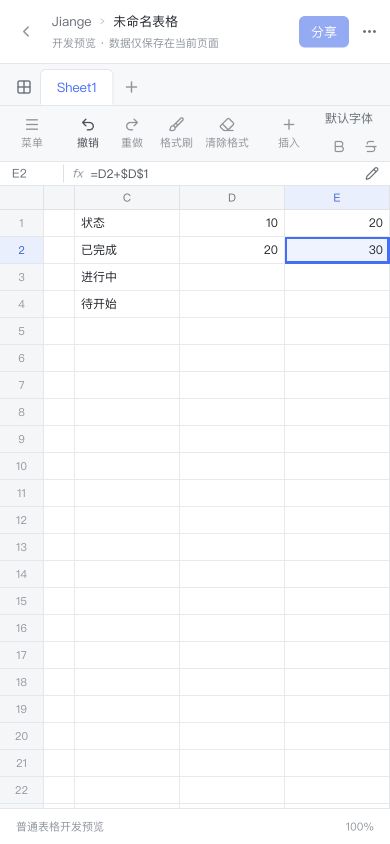 Jiange > 未命名表格
开发预览 · 数据仅保存在当前页面
分享
Sheet1
菜单 撤销 重做 格式刷 清除格式 插入 默认字体 B S
E2 fx =D2+$D$1
C D E
1 状态 10 20
2 已完成 20 30
3 进行中
4 待开始
5
6
7
8
9
10
11
12
13
14
15
16
17
18
19
20
21
22
普通表格开发预览 100%